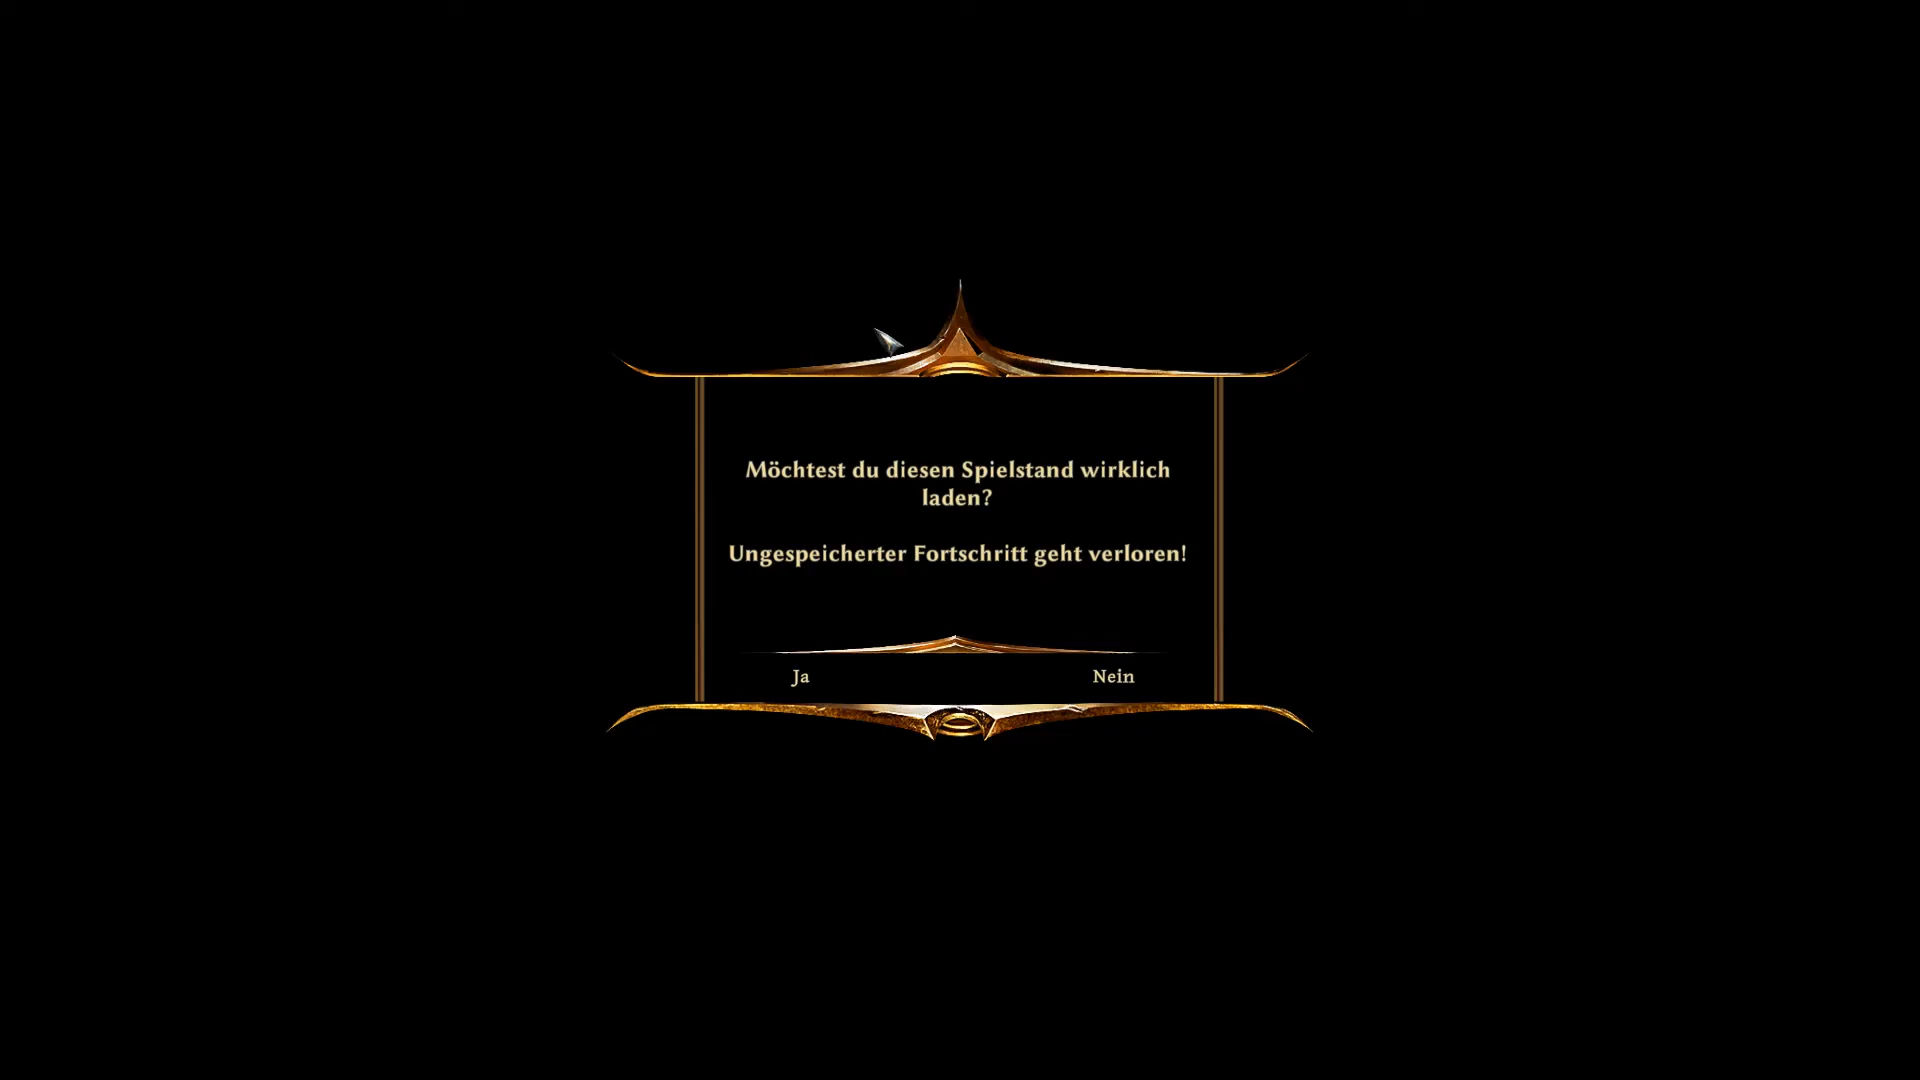 Möchtest du diesen Spielstand wirklich
laden?
Ungespeicherter Fortschritt geht verloren!
Ja
Nein